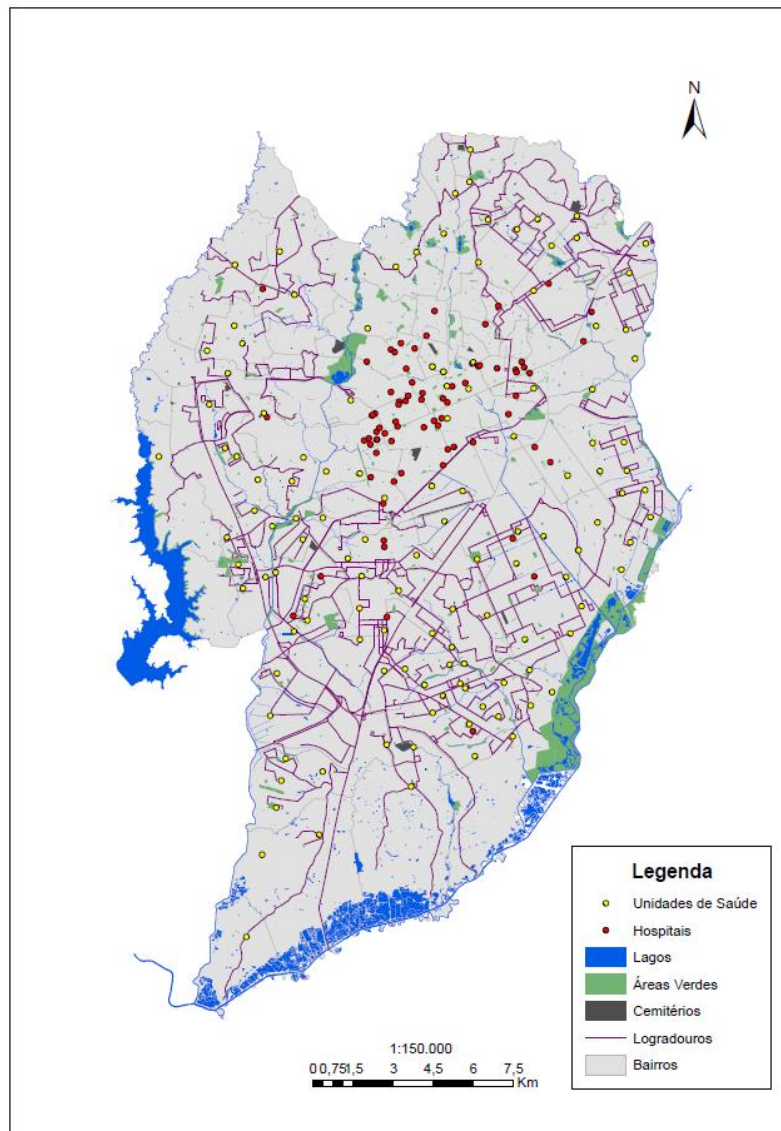 N
Legenda
Unidades de Saúde
Hospitais
Lagos
Áreas Verdes
Cemitérios
Logradouros
Bairros
1:150.000
0 0,75 1,5 3 4,5 6 7,5
Km